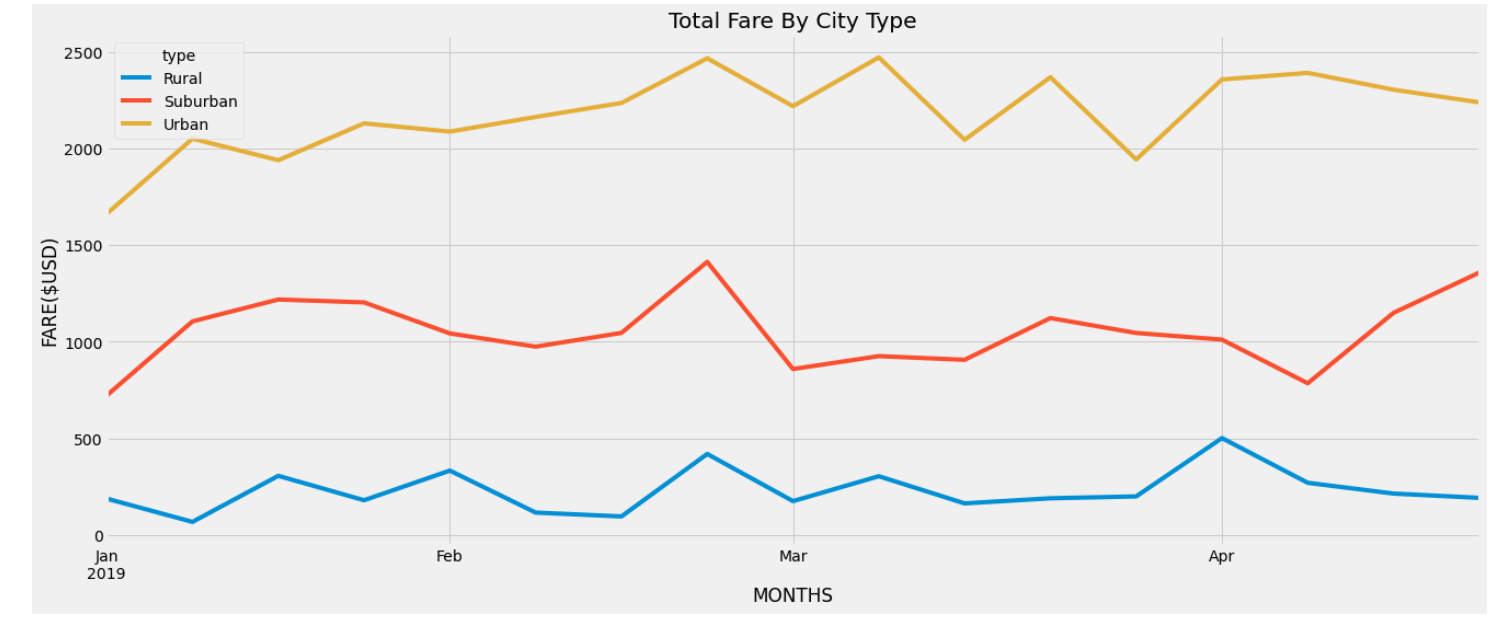 Total Fare By City Type
type
Rural
Suburban
Urban
FARE($USD)
2500
2000
1500
1000
500
0
Jan Feb Mar Apr
2019
MONTHS